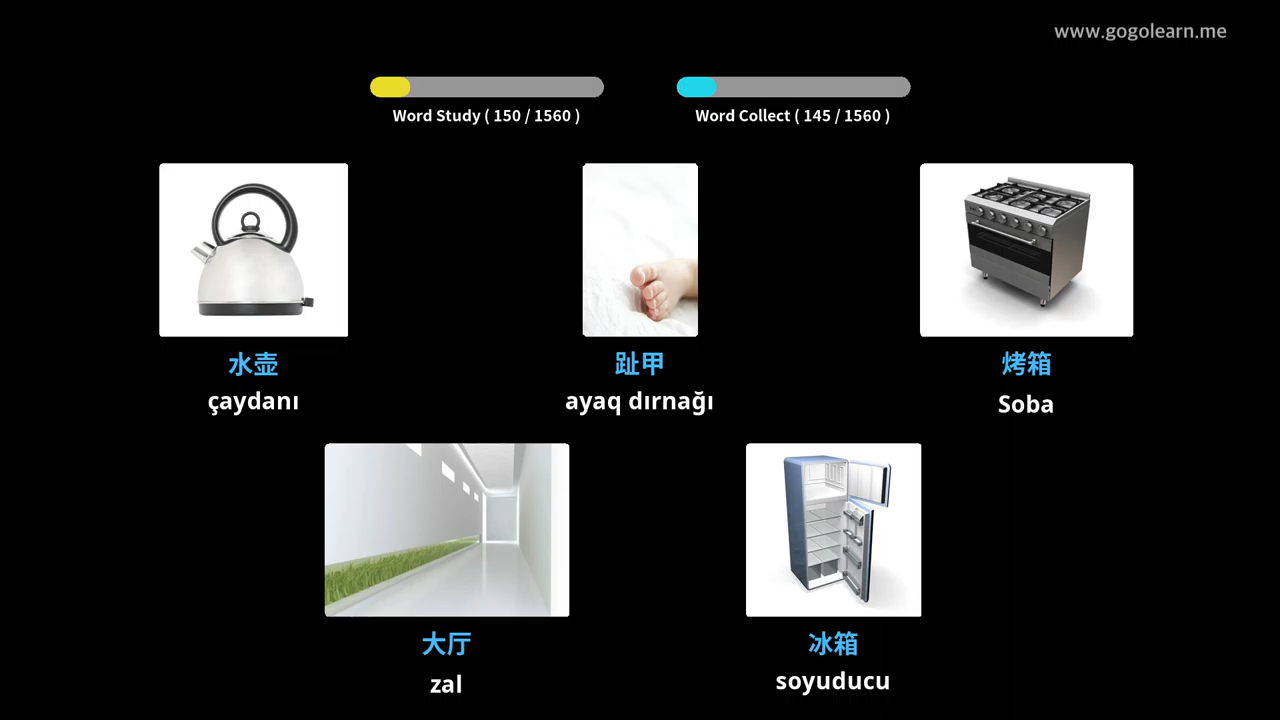 www.gogolearn.me
Word Study ( 150 / 1560 )
Word Collect ( 145 / 1560 )
水壶
çaydanı
趾甲
ayaq dırnağı
烤箱
Soba
大厅
zal
冰箱
soyuducu